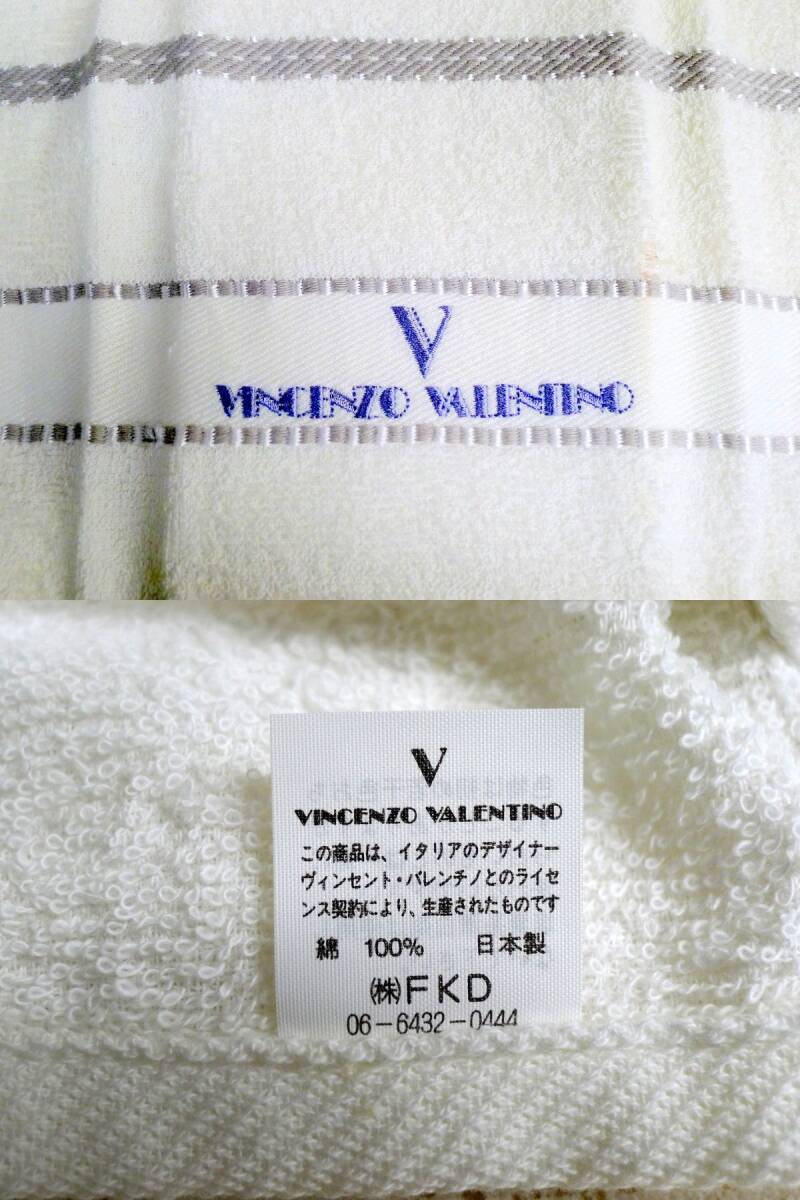 V
VINCENZO VALENTINO
V
VINCENZO VALENTINO
この商品は、イタリアのデザイナー
ヴィンセント・バレンチノとのライセ
ンス契約により、生産されたものです
綿 100% 日本製
㈱FKD
06-6432-0444